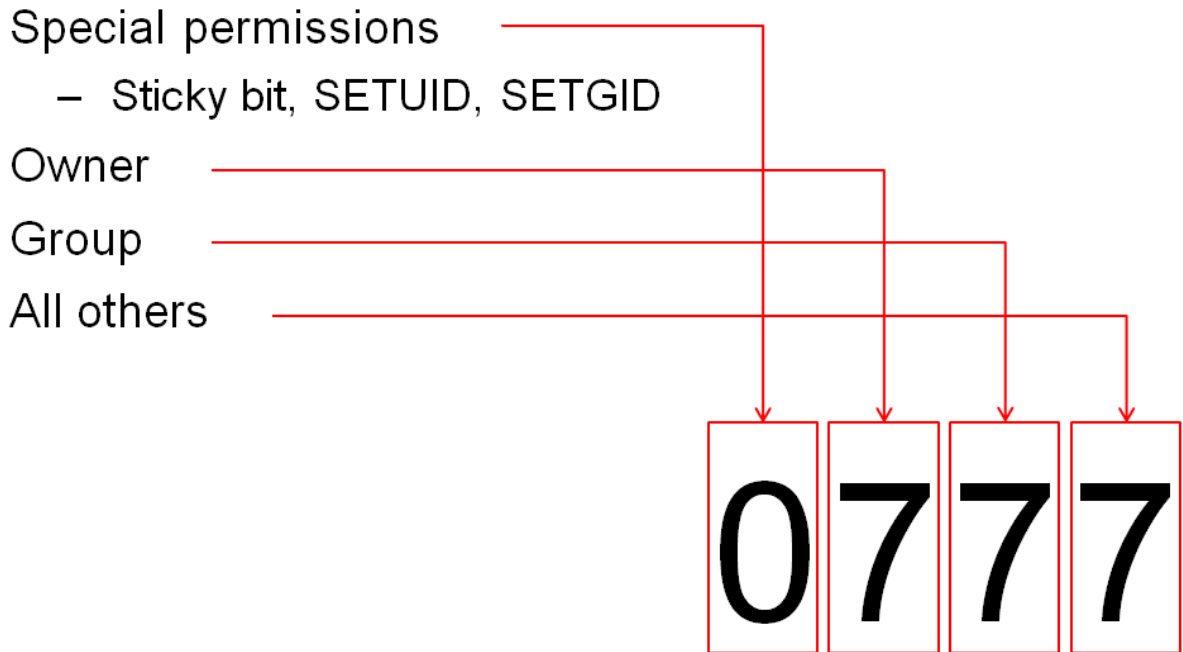 Special permissions
– Sticky bit, SETUID, SETGID
Owner
Group
All others
0777